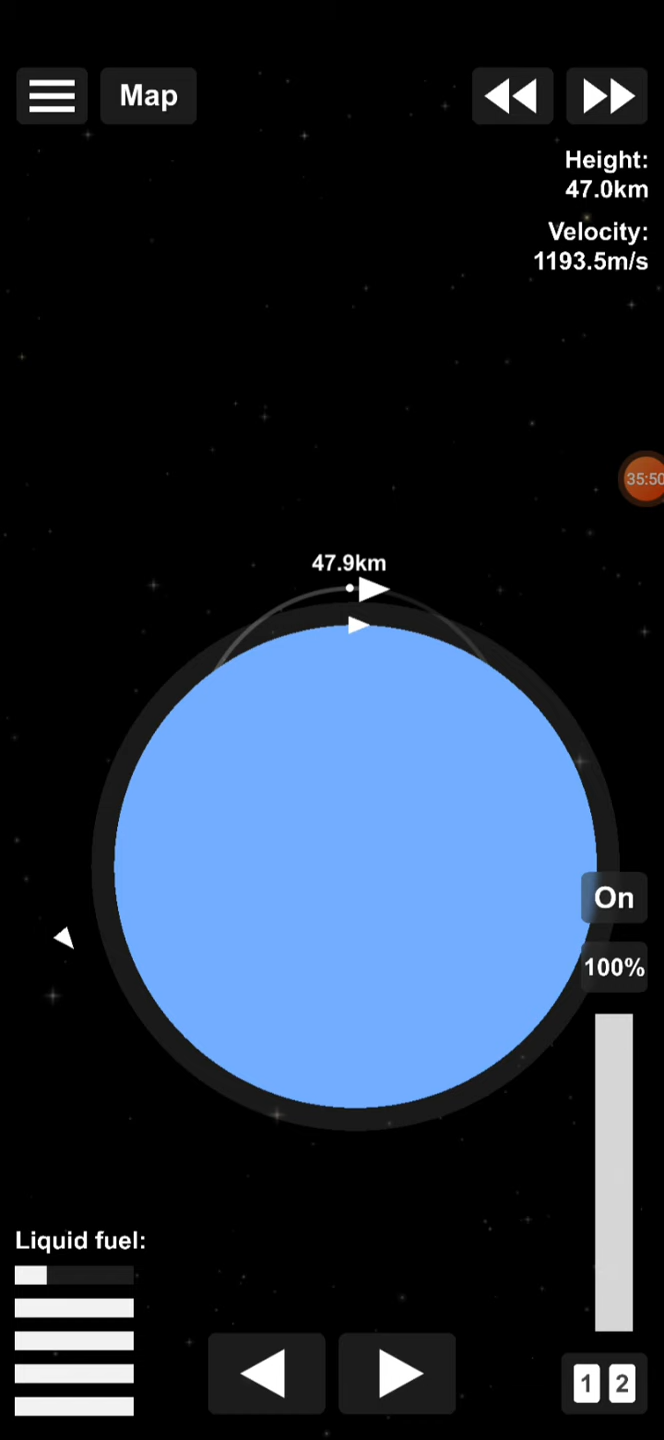 Map
Height:
47.0km
Velocity:
1193.5m/s
35:50
47.9km
On
100%
Liquid fuel:
1 2